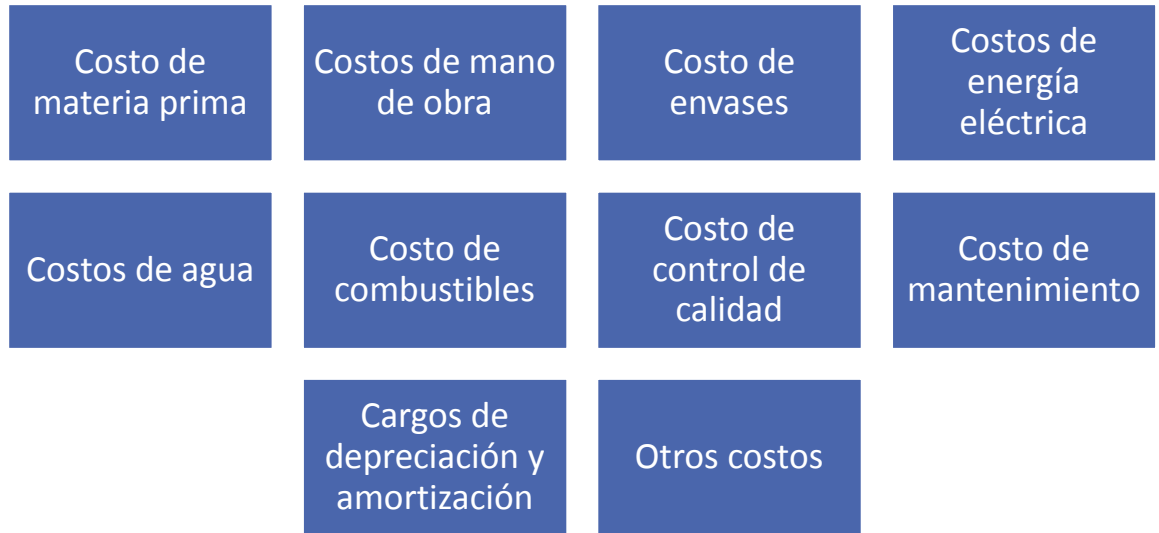 Costo de
materia prima
Costos de mano
de obra
Costo de
envases
Costos de
energía
eléctrica
Costos de agua
Costo de
combustibles
Costo de
control de
calidad
Costo de
mantenimiento
Cargos de
depreciación y
amortización
Otros costos